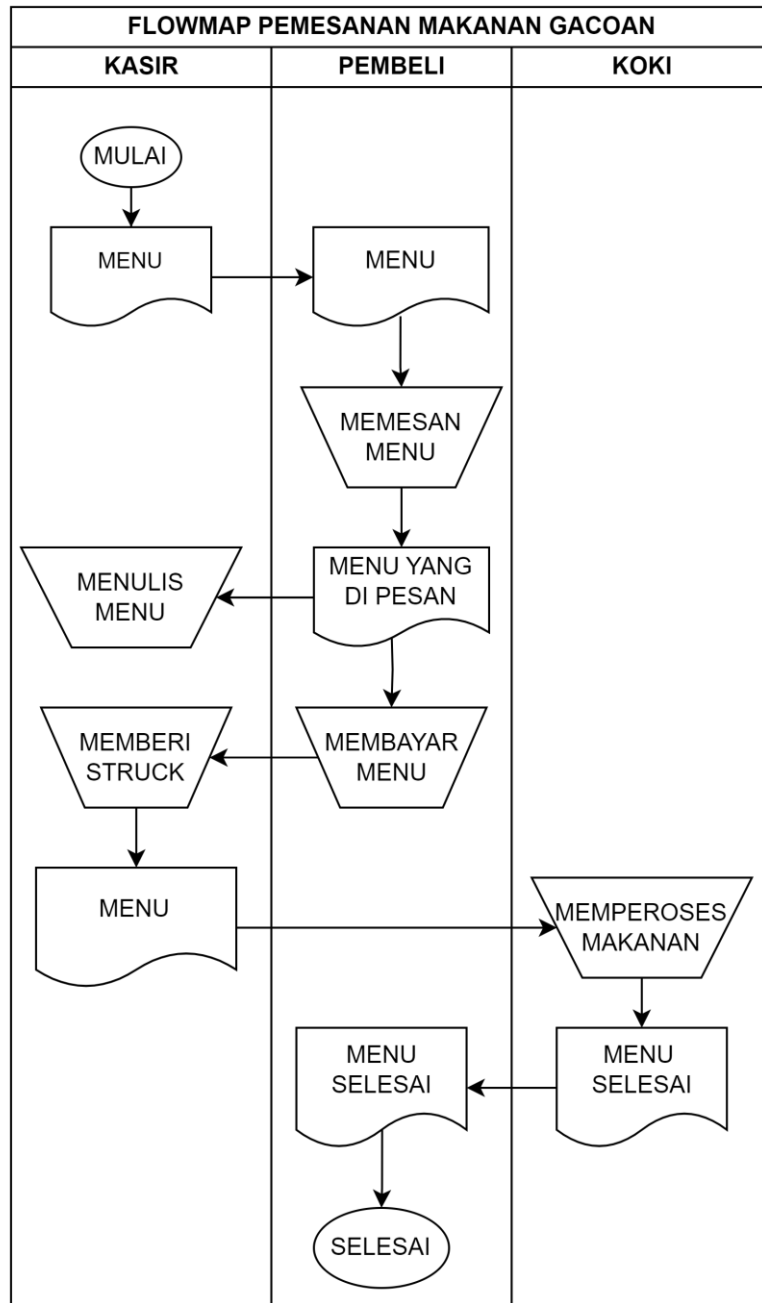 FLOWMAP PEMESANAN MAKANAN GACOAN
KASIR
PEMBELI
KOKI
MULAI
MENU
MENU
MEMESAN
MENU
MENU YANG
DI PESAN
MENULIS
MENU
MEMBAYAR
MENU
MEMBERI
STRUCK
MENU
MEMPEROSES
MAKANAN
MENU
SELESAI
MENU
SELESAI
SELESAI